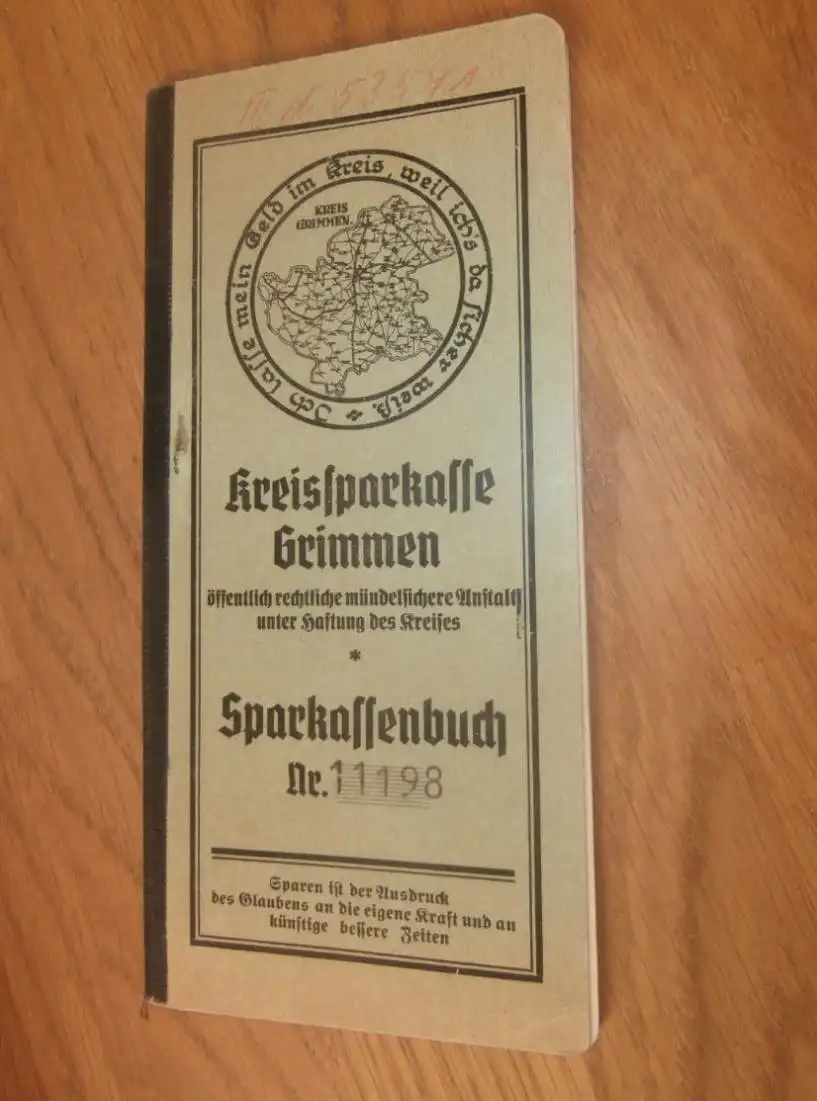 III d 53541
Ich lasse mein Geld im Kreis, weil ich's da sicher weiß.
KREIS
GRIMMEN.
Kreissparkasse
Grimmen
öffentlich rechtliche mündelsichere Anstalt
unter Haftung des Kreises
*
Sparkassenbuch
Nr. 11198
Sparen ist der Ausdruck
des Glaubens an die eigene Kraft und an
künftige bessere Zeiten